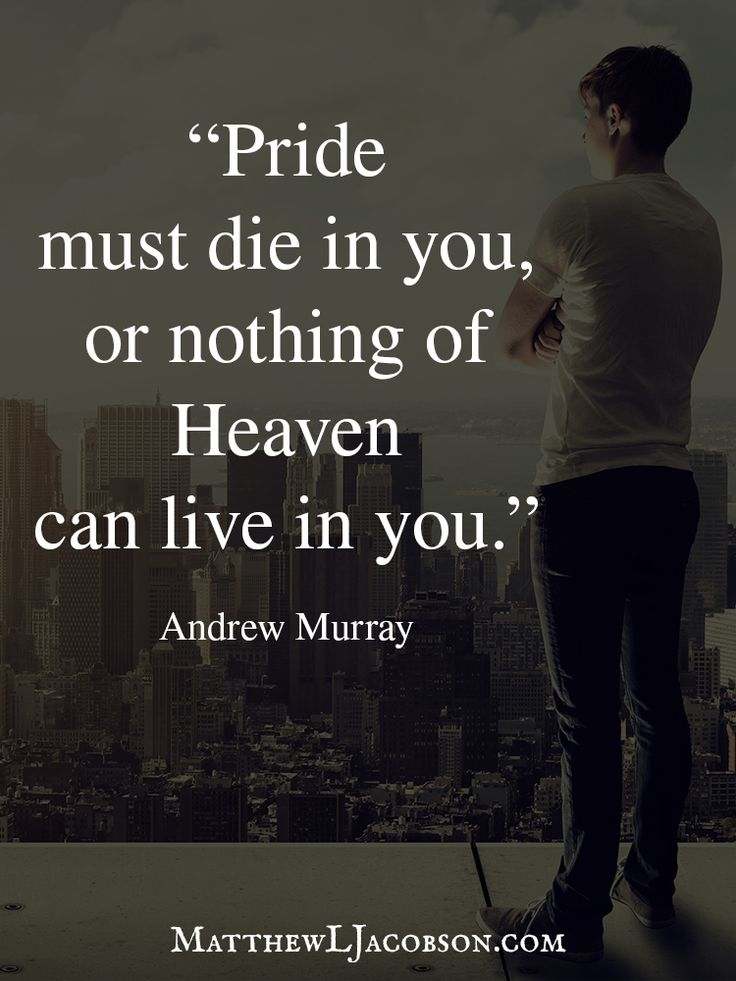 “Pride
must die in you,
or nothing of
Heaven
can live in you.”
Andrew Murray
MatthewLJacobson.com